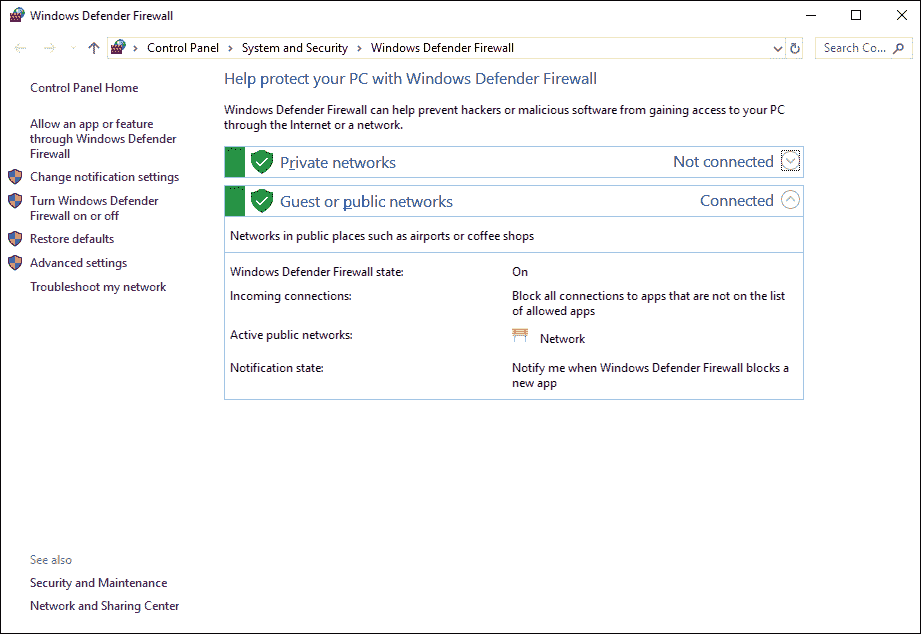 Windows Defender Firewall
Control Panel > System and Security > Windows Defender Firewall
Search Co...
Control Panel Home
Allow an app or feature
through Windows Defender
Firewall
Change notification settings
Turn Windows Defender
Firewall on or off
Restore defaults
Advanced settings
Troubleshoot my network
Help protect your PC with Windows Defender Firewall
Windows Defender Firewall can help prevent hackers or malicious software from gaining access to your PC
through the Internet or a network.
Private networks Not connected
Guest or public networks Connected
Networks in public places such as airports or coffee shops
Windows Defender Firewall state: On
Incoming connections: Block all connections to apps that are not on the list
of allowed apps
Active public networks: Network
Notification state: Notify me when Windows Defender Firewall blocks a
new app
See also
Security and Maintenance
Network and Sharing Center